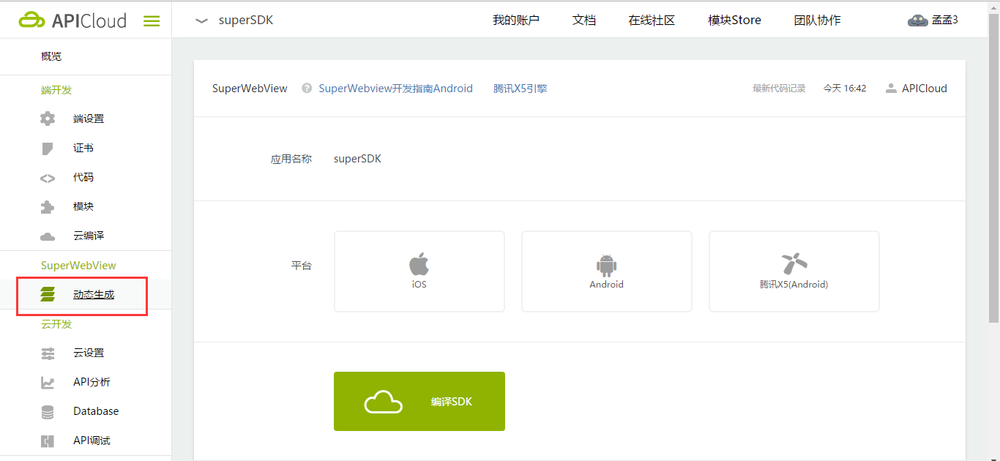 APICloud
superSDK
我的账户
文档
在线社区
模块Store
团队协作
孟孟3
概览
端开发
端设置
证书
代码
模块
云编译
SuperWebView
动态生成
云开发
云设置
API分析
Database
API调试
SuperWebView
? SuperWebview开发指南Android
腾讯X5引擎
最新代码记录
今天 16:42
APICloud
应用名称
superSDK
平台
iOS
Android
腾讯X5(Android)
编译SDK